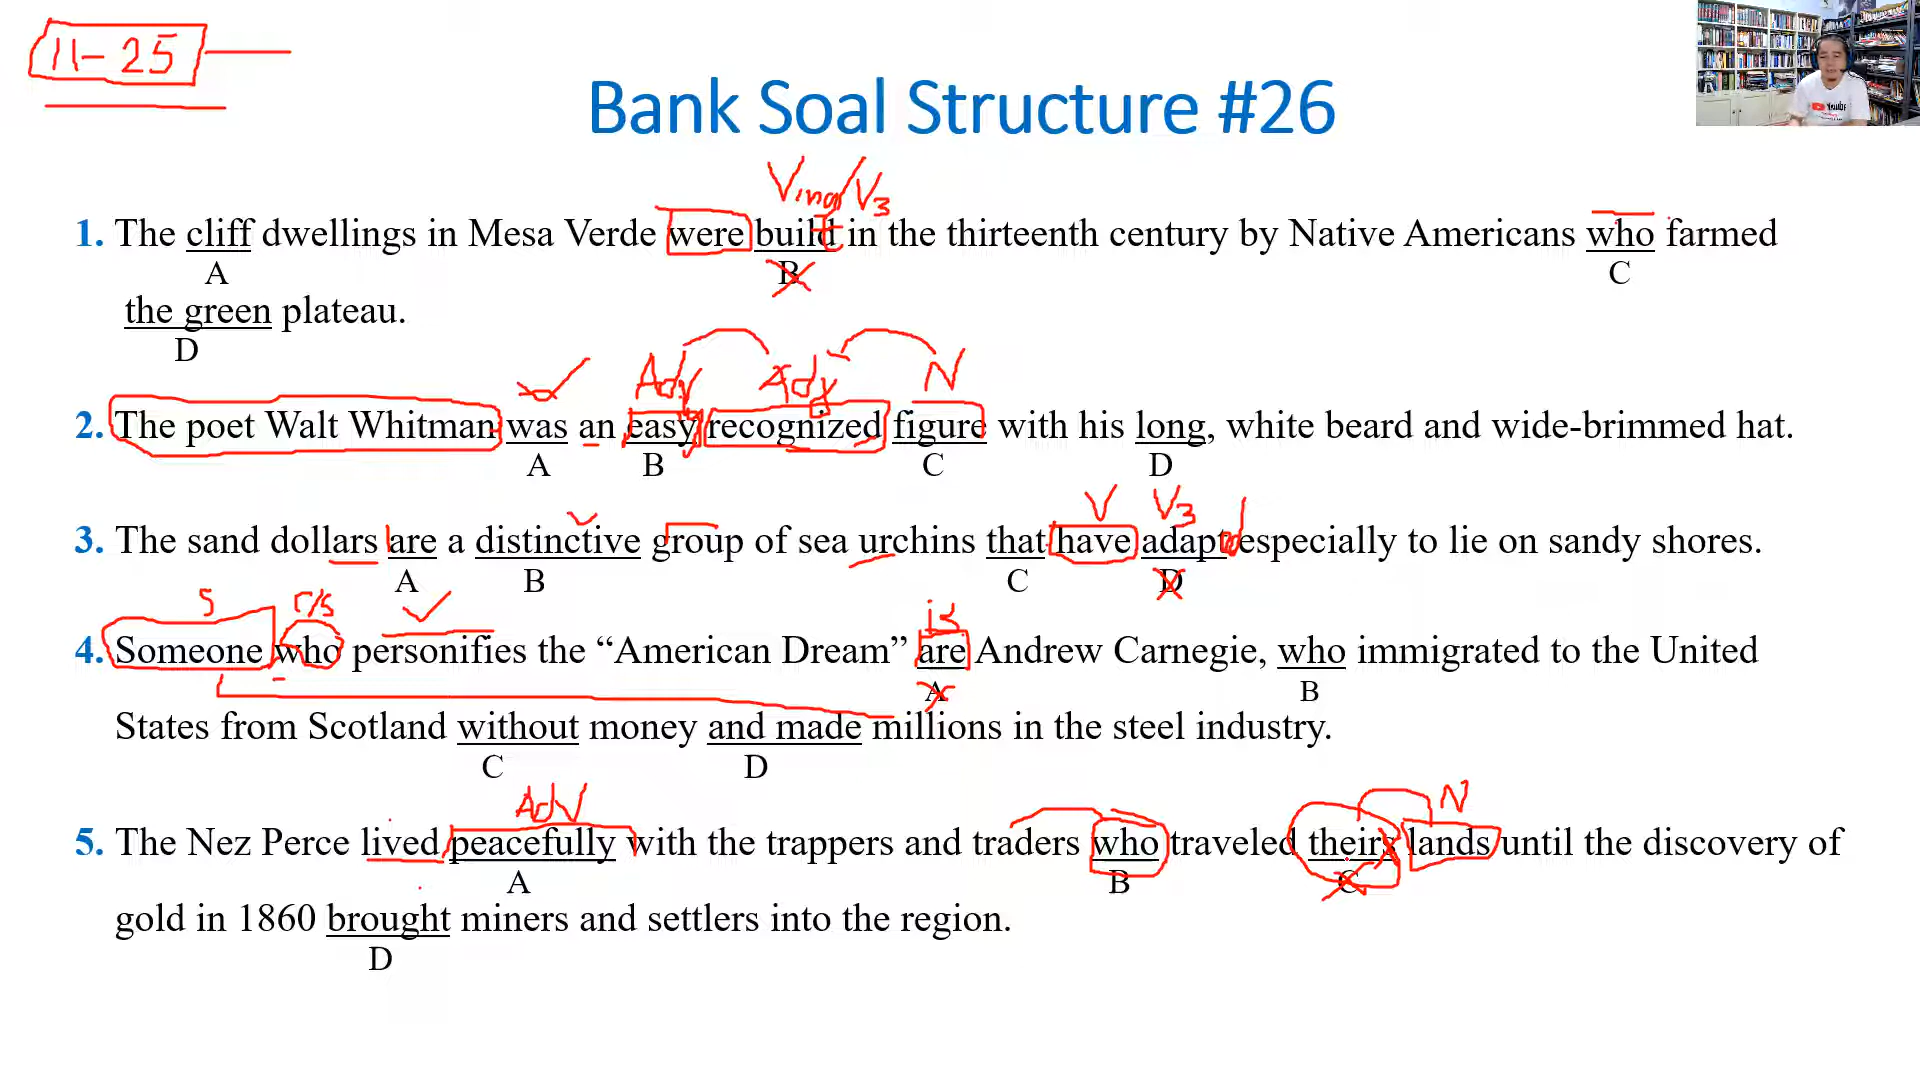 11-25
Bank Soal Structure #26
Ving/V3
1. The cliff dwellings in Mesa Verde were build in the thirteenth century by Native Americans who farmed
A B C
the green plateau.
D
Adv Adj N
2. The poet Walt Whitman was an easy recognized figure with his long, white beard and wide-brimmed hat.
A B C D
V V3
3. The sand dollars are a distinctive group of sea urchins that have adapt especially to lie on sandy shores.
A B C D
S is
4. Someone who personifies the “American Dream” are Andrew Carnegie, who immigrated to the United
A B
States from Scotland without money and made millions in the steel industry.
C D
Adv N
5. The Nez Perce lived peacefully with the trappers and traders who traveled theirs lands until the discovery of
A B C
gold in 1860 brought miners and settlers into the region.
D